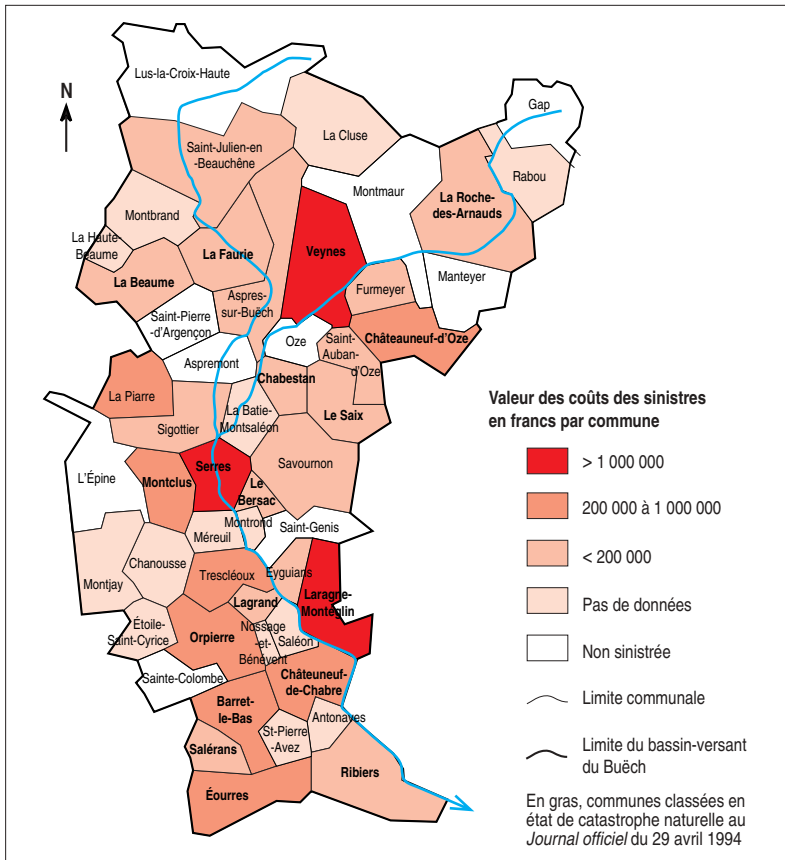 Lus-la-Croix-Haute
N
Gap
La Cluse
Saint-Julien-en
-Beauchêne
Rabou
Montmaur
La Roche-
des-Arnauds
Montbrand
La Haute-
Beaume
La Faurie
Veynes
Manteyer
La Beaume
Aspres-
sur-Buëch
Furmeyer
Saint-Pierre
-d'Argençon
Oze
Saint-
Auban-
d'Oze
Châteauneuf-d'Oze
Aspremont
Chabestan
La Piarre
La Batie-
Montsaléon
Le Saix
Sigottier
Serres
Savournon
L'Épine
Montclus
Le
Bersac
Montrond
Saint-Genis
Méreuil
Chanousse
Trescléoux
Eyguians
Montjay
Lagrand
Laragne-
Montéglin
Étoile-
Saint-Cyrice
Orpierre
Nossage
-et-
Bénévent
Saléon
Sainte-Colombe
Châteuneuf-
de-Chabre
Barret-
le-Bas
Antonaves
St-Pierre
-Avez
Salérans
Ribiers
Éourres
Valeur des coûts des sinistres
en francs par commune
> 1 000 000
200 000 à 1 000 000
< 200 000
Pas de données
Non sinistrée
Limite communale
Limite du bassin-versant
du Buëch
En gras, communes classées en
état de catastrophe naturelle au
Journal officiel du 29 avril 1994